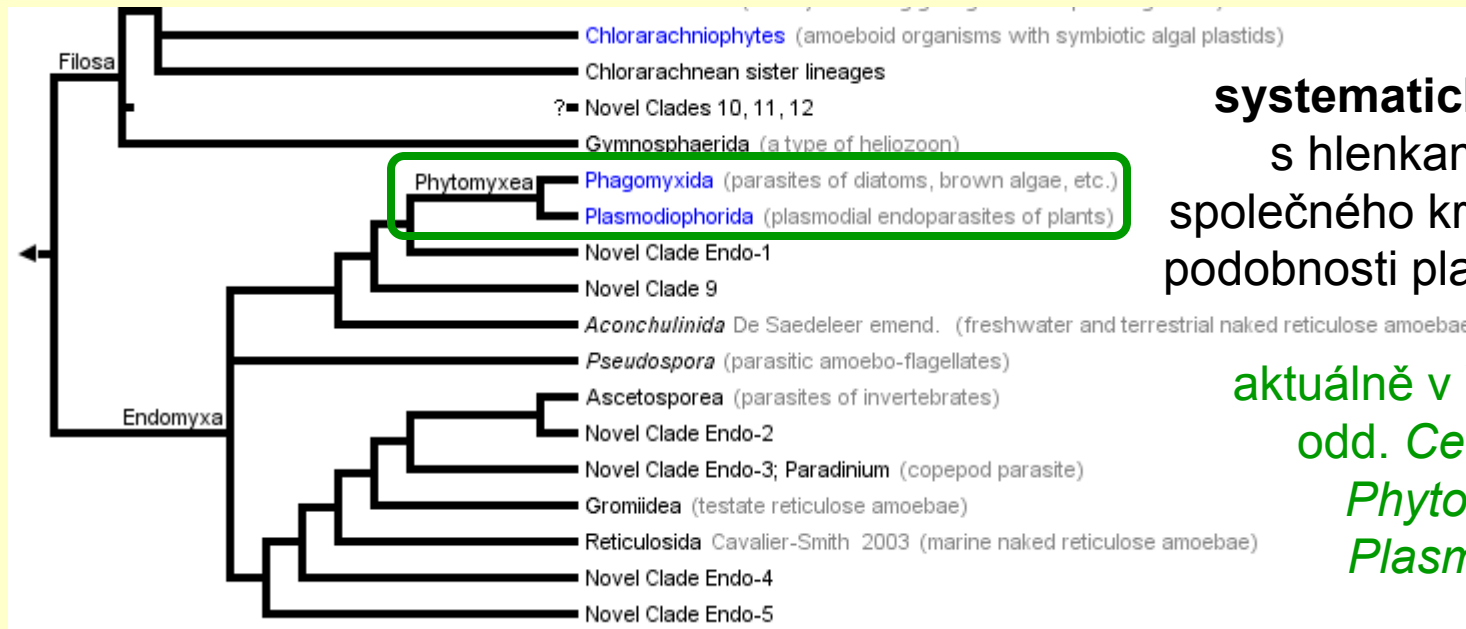 Chlorarachniophytes (amoeboid organisms with symbiotic algal plastids)
Filosa
Chlorarachnean sister lineages
? Novel Clades 10, 11, 12
Gymnosphaerida (a type of heliozoon)
Phytomyxea
Phagomyxida (parasites of diatoms, brown algae, etc.)
Plasmodiophorida (plasmodial endoparasites of plants)
Novel Clade Endo-1
Novel Clade 9
Aconchulinida De Saedeleer emend. (freshwater and terrestrial naked reticulose amoebae
Pseudospora (parasitic amoebo-flagellates)
Endomyxa
Ascetosporea (parasites of invertebrates)
Novel Clade Endo-2
Novel Clade Endo-3; Paradinium (copepod parasite)
Gromiidea (testate reticulose amoebae)
Reticulosida Cavalier-Smith 2003 (marine naked reticulose amoebae)
Novel Clade Endo-4
Novel Clade Endo-5
systematic
s hlenkam
společného kr
podobnosti pla
aktuálně v
odd. Ce
Phyto
Plasm